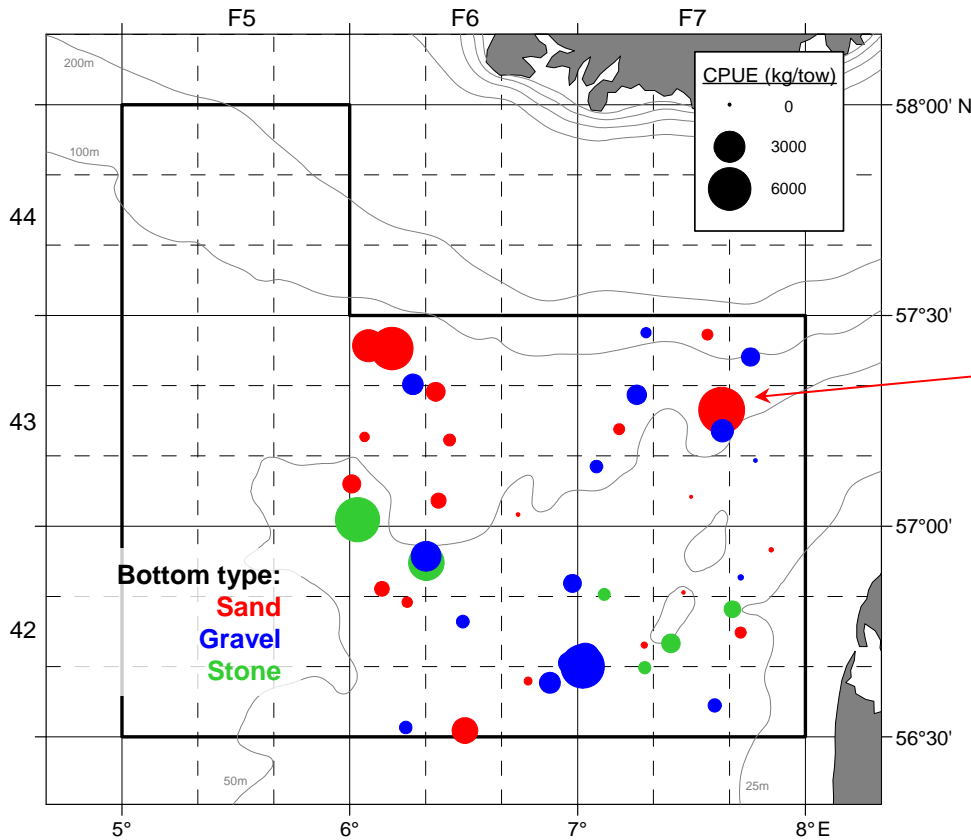 F5 F6 F7
200m
CPUE (kg/tow)
0
58°00' N
3000
100m
6000
44
57°30'
43
57°00'
Bottom type:
Sand
42
Gravel
Stone
56°30'
50m
25m
5° 6° 7° 8° E